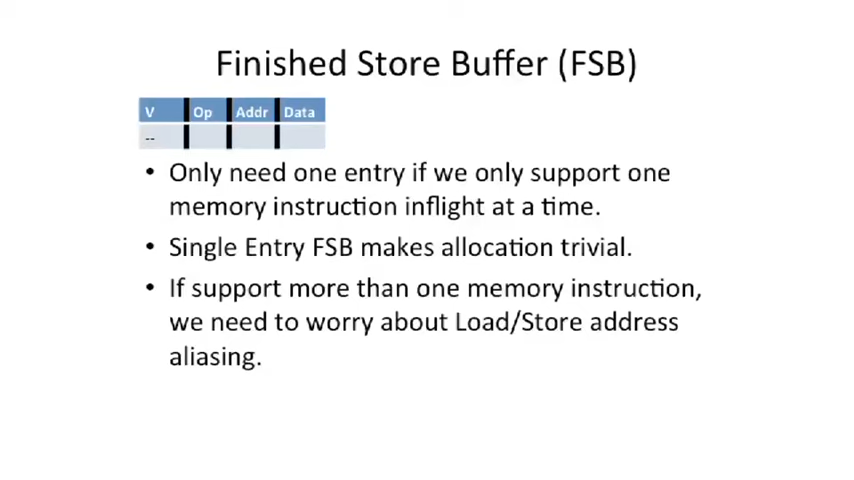 Finished Store Buffer (FSB)
V Op Addr Data
--
• Only need one entry if we only support one
memory instruction inflight at a time.
• Single Entry FSB makes allocation trivial.
• If support more than one memory instruction,
we need to worry about Load/Store address
aliasing.